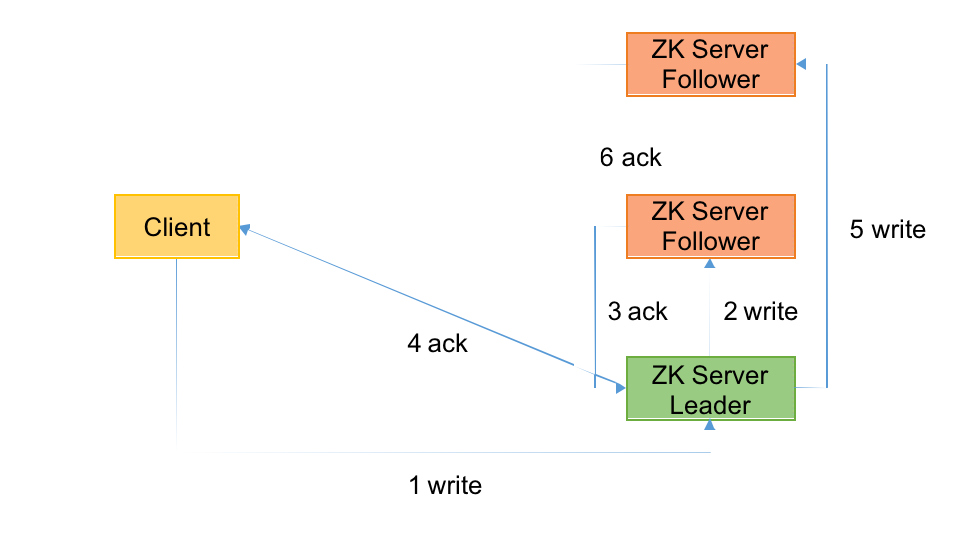 ZK Server
Follower
6 ack
Client
ZK Server
Follower
5 write
3 ack
2 write
4 ack
ZK Server
Leader
1 write